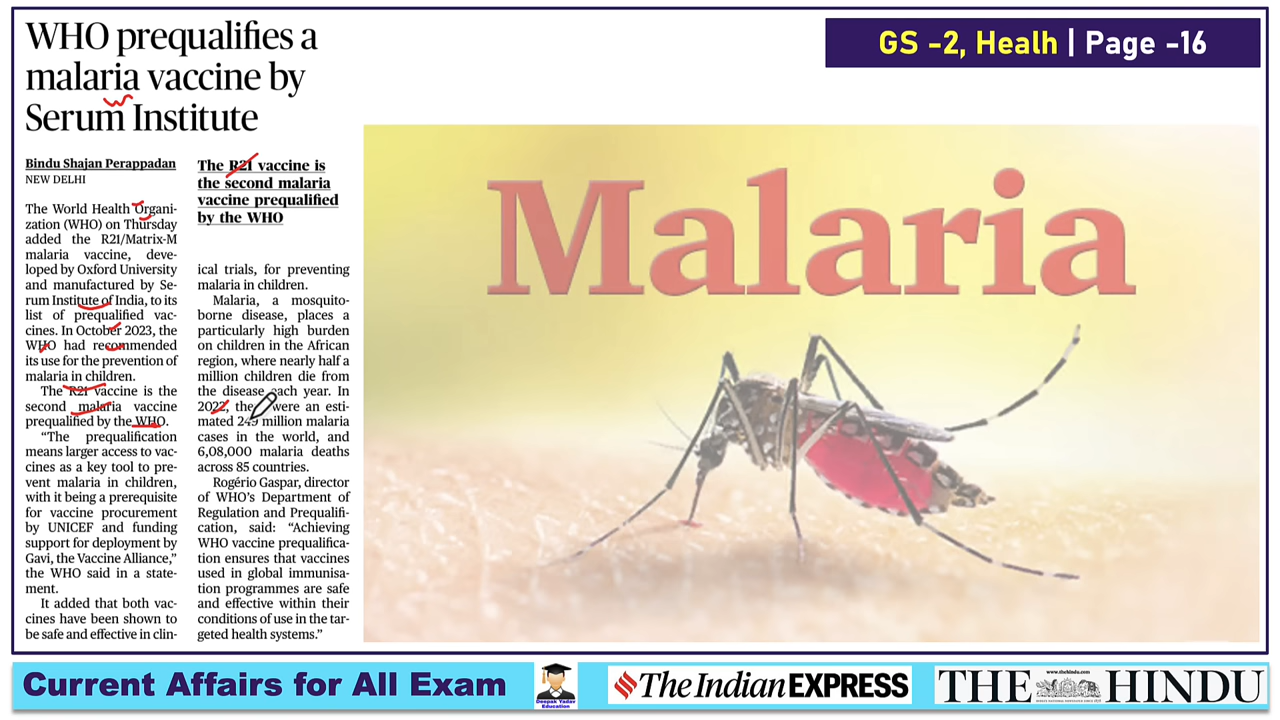 WHO prequalifies a
malaria vaccine by
Serum Institute
Bindu Shajan Perappadan
NEW DELHI
The World Health Organi-
zation (WHO) on Thursday
added the R21/Matrix-M
malaria vaccine, deve-
loped by Oxford University
and manufactured by Se-
rum Institute of India, to its
list of prequalified vac-
cines. In October 2023, the
WHO had recommended
its use for the prevention of
malaria in children.
The R21 vaccine is the
second malaria vaccine
prequalified by the WHO.
“The prequalification
means larger access to vac-
cines as a key tool to pre-
vent malaria in children,
with it being a prerequisite
for vaccine procurement
by UNICEF and funding
support for deployment by
Gavi, the Vaccine Alliance,”
the WHO said in a state-
ment.
It added that both vac-
cines have been shown to
be safe and effective in clin-
The R21 vaccine is
the second malaria
vaccine prequalified
by the WHO
ical trials, for preventing
malaria in children.
Malaria, a mosquito-
borne disease, places a
particularly high burden
on children in the African
region, where nearly half a
million children die from
the disease each year. In
2022, there were an esti-
mated 249 million malaria
cases in the world, and
6,08,000 malaria deaths
across 85 countries.
Rogério Gaspar, director
of WHO’s Department of
Regulation and Prequalifi-
cation, said: “Achieving
WHO vaccine prequalifica-
tion ensures that vaccines
used in global immunisa-
tion programmes are safe
and effective within their
conditions of use in the tar-
geted health systems.”
GS -2, Healh | Page -16
Malaria
Current Affairs for All Exam
Deepak Yadav
Education
The Indian EXPRESS
www.thehindu.com
THE HINDU